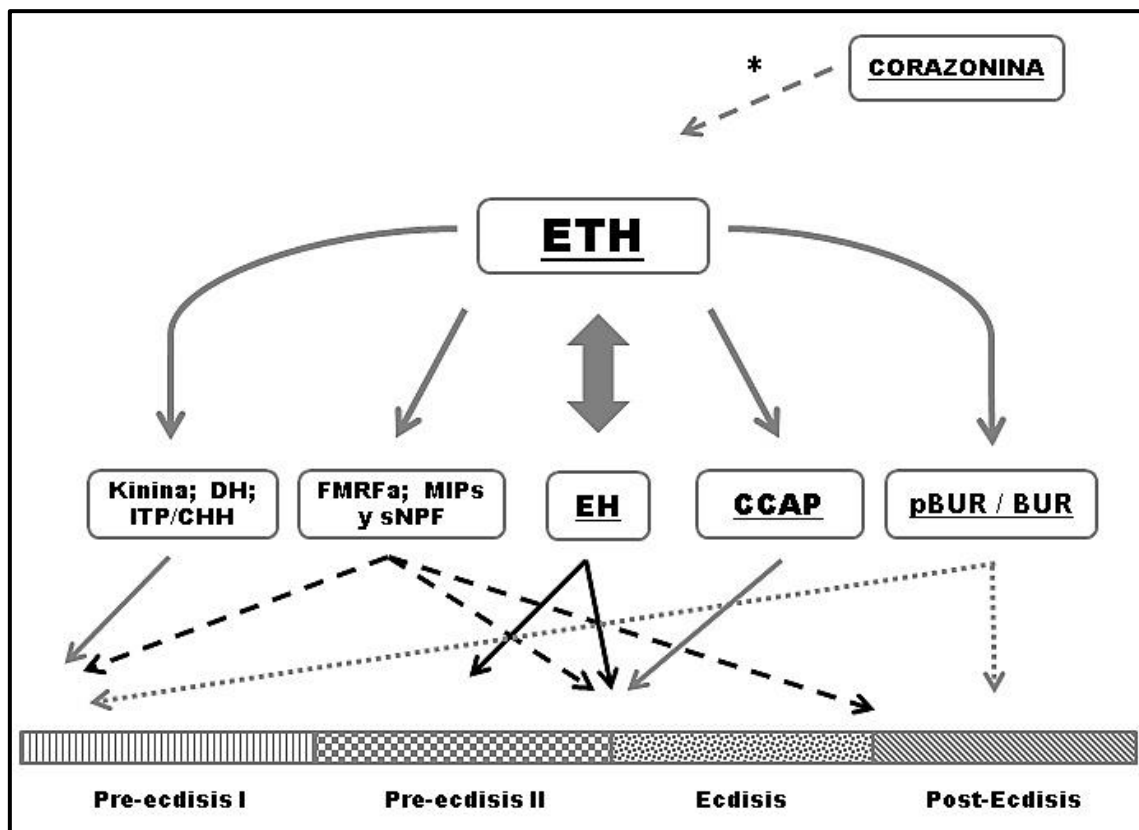 *
CORAZONINA
ETH
Kinina; DH;
ITP/CHH
FMRFa; MIPs
y sNPF
EH
CCAP
pBUR / BUR
Pre-ecdisis I
Pre-ecdisis II
Ecdisis
Post-Ecdisis